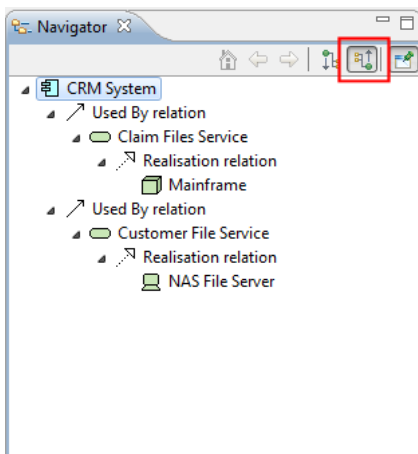 Navigator
CRM System
Used By relation
Claim Files Service
Realisation relation
Mainframe
Used By relation
Customer File Service
Realisation relation
NAS File Server